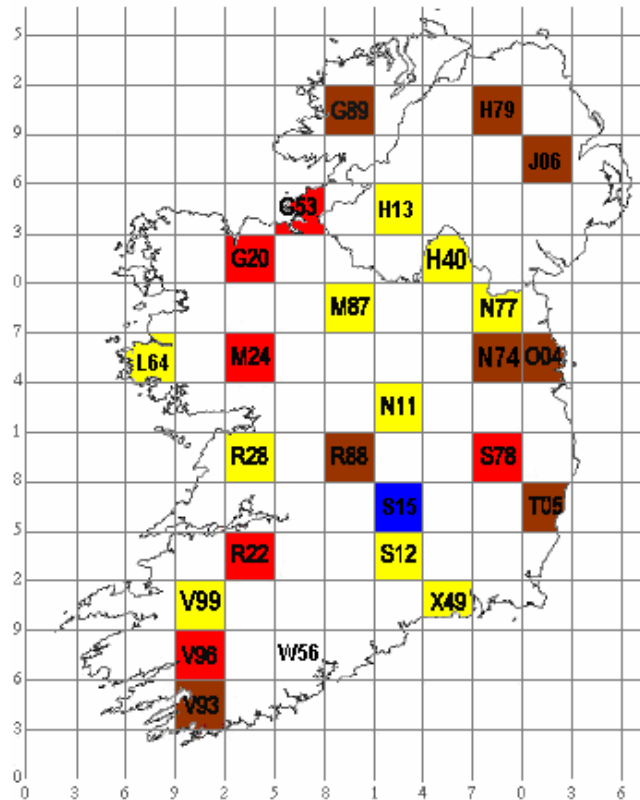 5
2
G89 H79
9
J06
6
G53 H13
3
G20 H40
0
M87 N77
7
L64 M24 N74 O04
4
N11
1
R28 R88 S78
8
S15 T05
5
R22 S12
2
V99 X49
9
V96 W56
6
V93
3
0
0 3 6 9 2 5 8 1 4 7 0 3 6